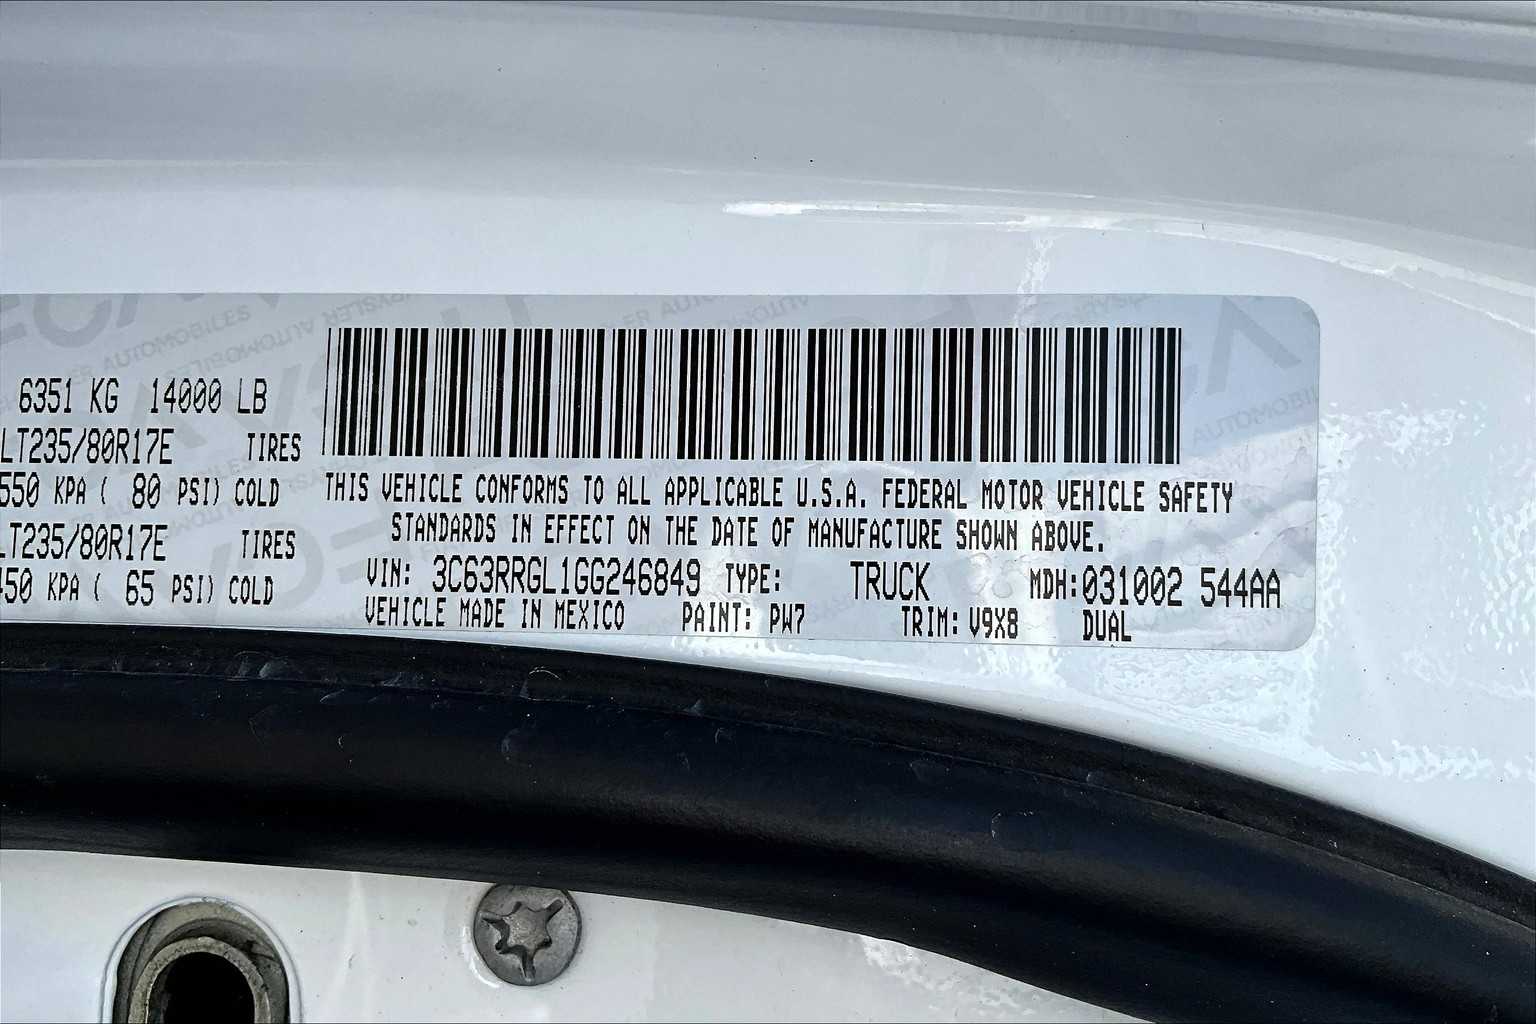 6351 KG 14000 LB
LT235/80R17E TIRES
550 KPA ( 80 PSI) COLD
LT235/80R17E TIRES
450 KPA ( 65 PSI) COLD
THIS VEHICLE CONFORMS TO ALL APPLICABLE U.S.A. FEDERAL MOTOR VEHICLE SAFETY
STANDARDS IN EFFECT ON THE DATE OF MANUFACTURE SHOWN ABOVE.
VIN: 3C63RRGL1GG246849 TYPE: TRUCK MDH: 031002 544AA
VEHICLE MADE IN MEXICO PAINT: PW7 TRIM: V9X8 DUAL